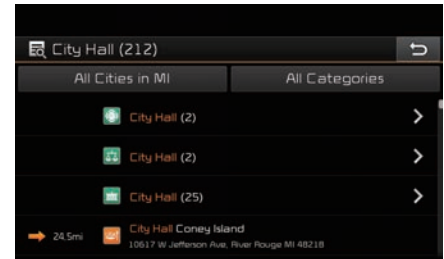 City Hall (212)
All Cities in MI
All Categories
City Hall (2)
City Hall (2)
City Hall (25)
24.5mi
City Hall Coney Island
10617 W Jefferson Ave, River Rouge MI 48218